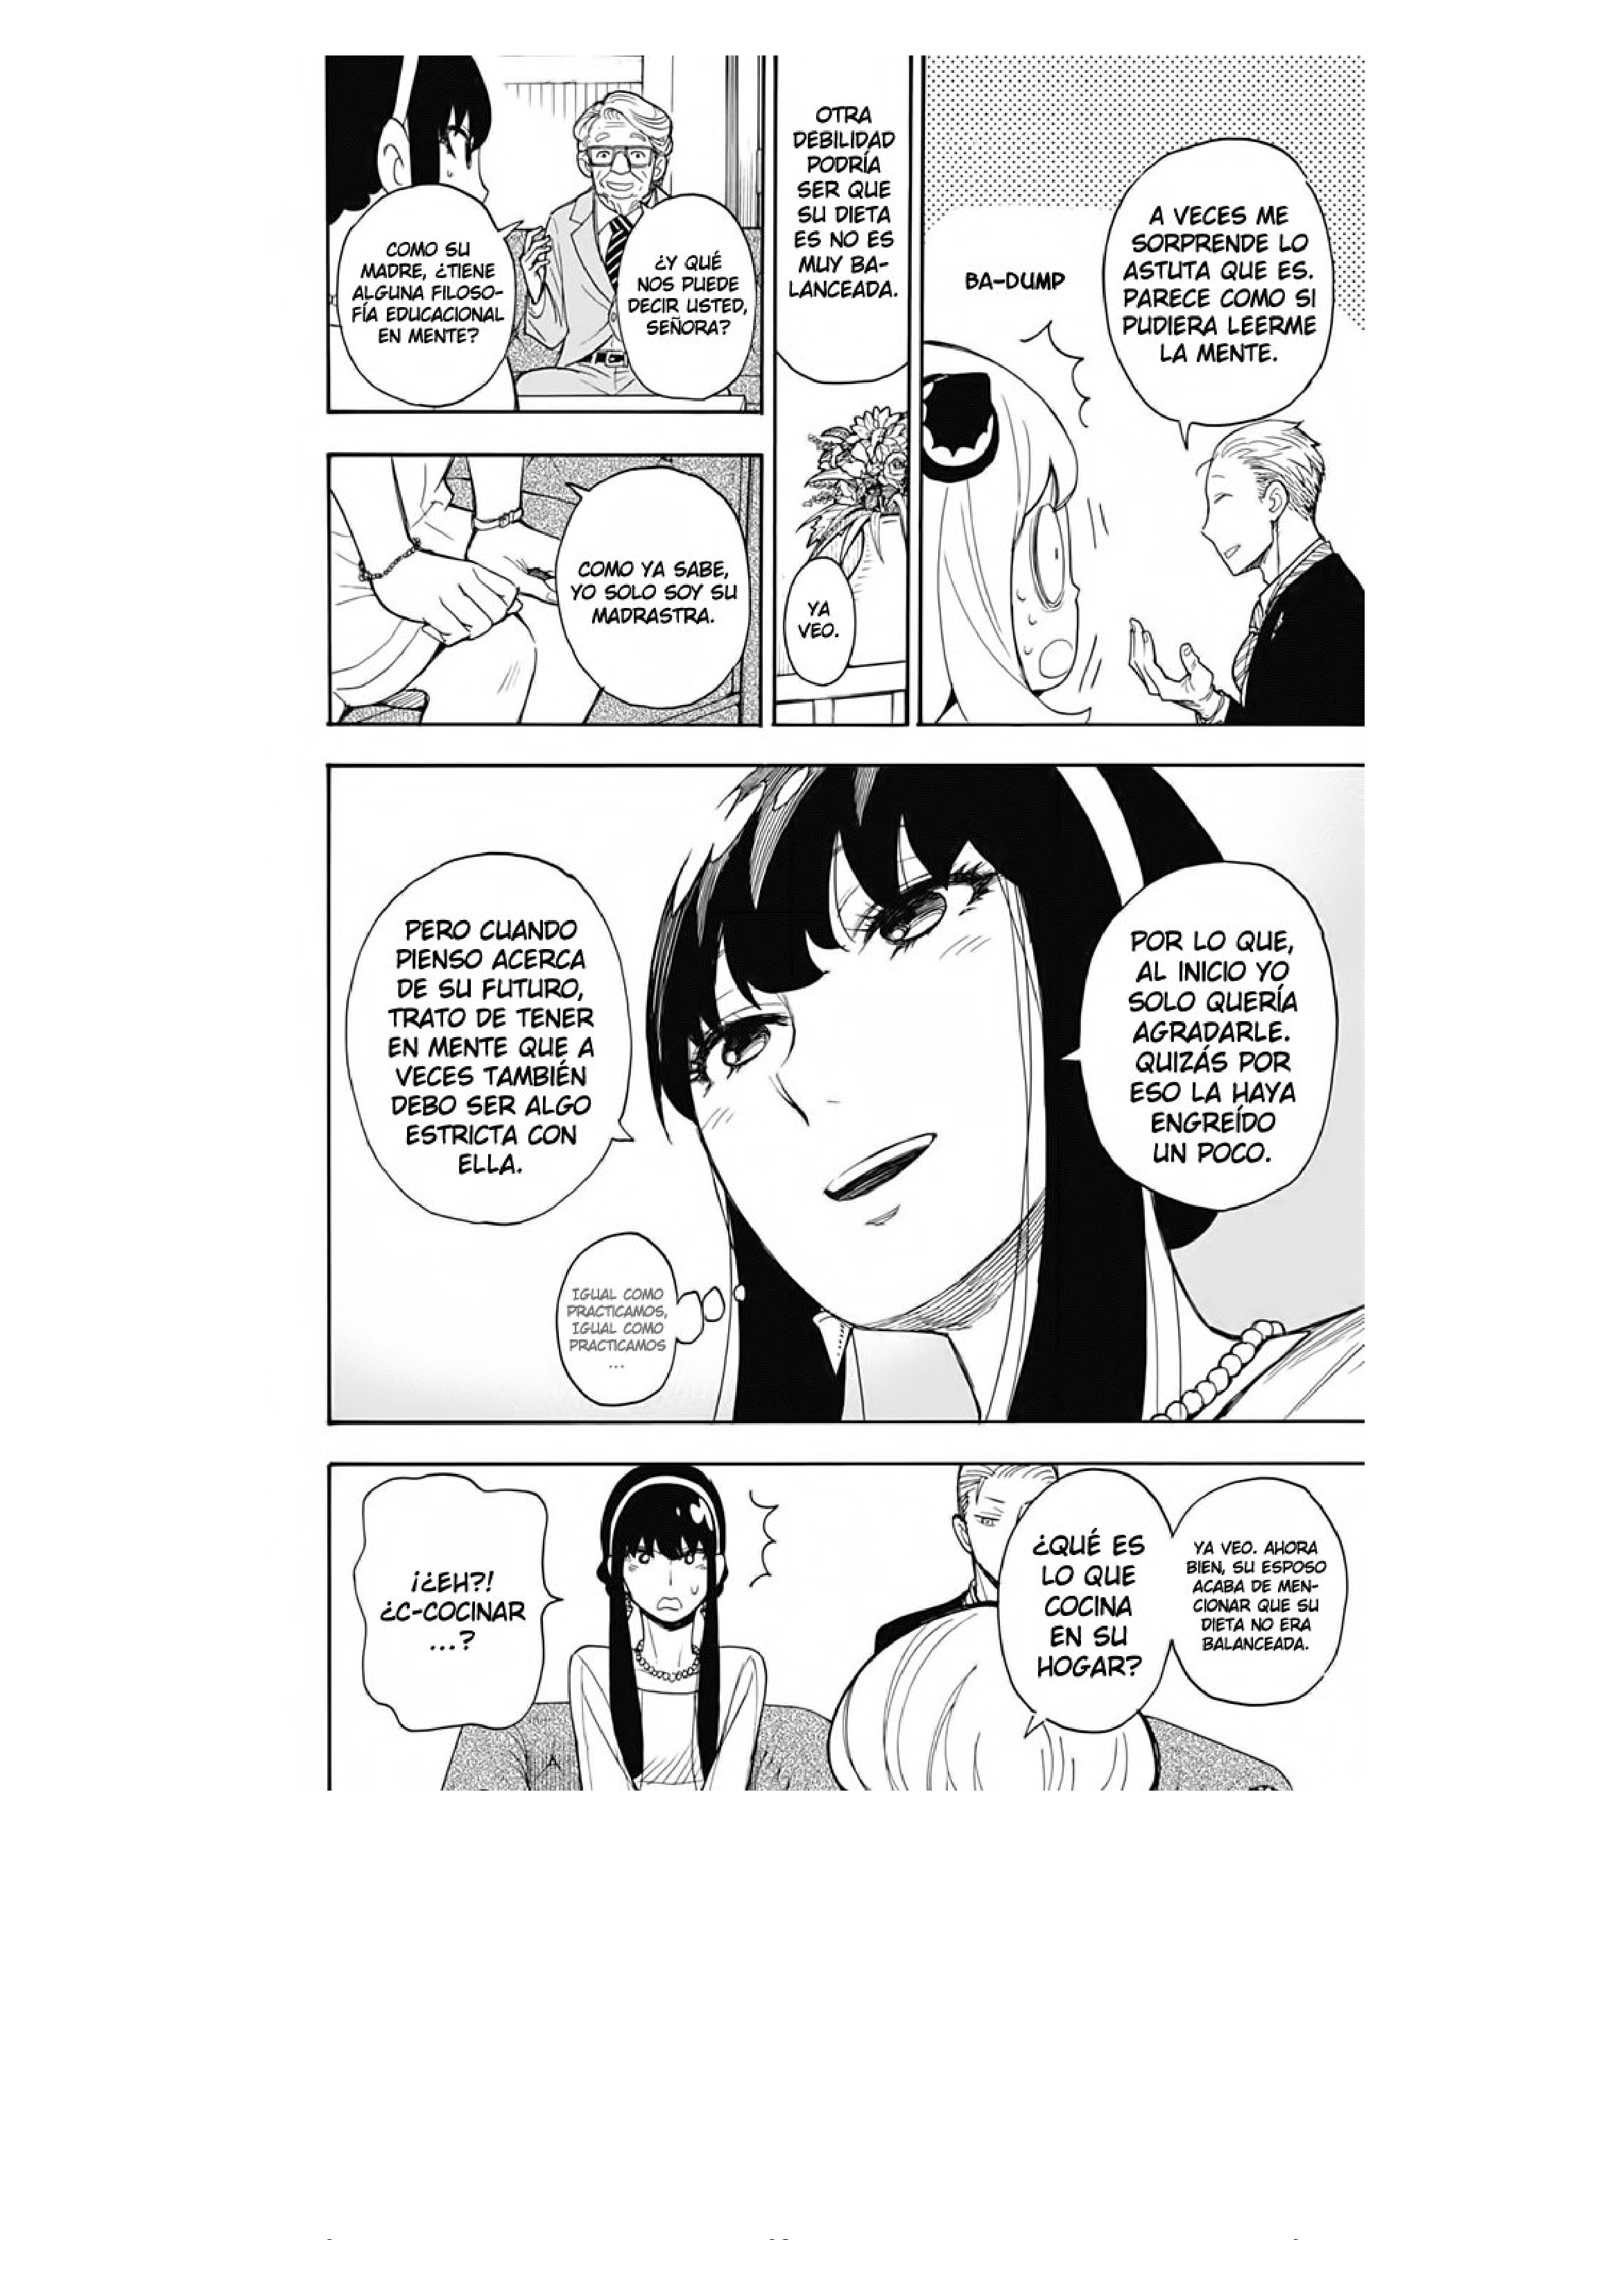 A VECES ME
SORPRENDE LO
ASTUTA QUE ES.
PARECE COMO SI
PUDIERA LEERME
LA MENTE.
BA-DUMP
OTRA
DEBILIDAD
PODRÍA
SER QUE
SU DIETA
ES NO ES
MUY BA-
LANCEADA.
YA
VEO.
¿Y QUÉ
NOS PUEDE
DECIR USTED,
SEÑORA?
COMO SU
MADRE, ¿TIENE
ALGUNA FILOSO-
FÍA EDUCACIONAL
EN MENTE?
COMO YA SABE,
YO SOLO SOY SU
MADRASTRA.
POR LO QUE,
AL INICIO YO
SOLO QUERÍA
AGRADARLE.
QUIZÁS POR
ESO LA HAYA
ENGREÍDO
UN POCO.
PERO CUANDO
PIENSO ACERCA
DE SU FUTURO,
TRATO DE TENER
EN MENTE QUE A
VECES TAMBIÉN
DEBO SER ALGO
ESTRICTA CON
ELLA.
IGUAL COMO
PRACTICAMOS,
IGUAL COMO
PRACTICAMOS
...
YA VEO. AHORA
BIEN, SU ESPOSO
ACABA DE MEN-
CIONAR QUE SU
DIETA NO ERA
BALANCEADA.
¿QUÉ ES
LO QUE
COCINA
EN SU
HOGAR?
¡¿EH?!
¿C-COCINAR
...?